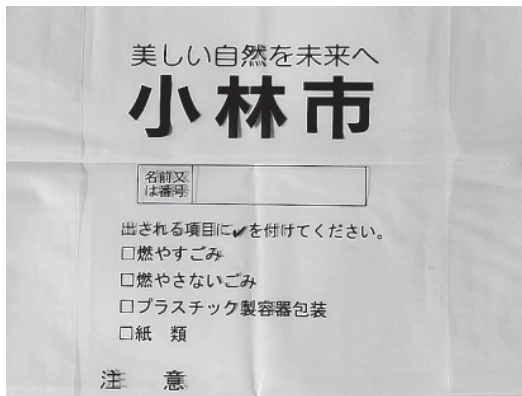 美しい自然を未来へ
小林市
名前又
は番号
出される項目に✔を付けてください。
□燃やすごみ
□燃やさないごみ
□プラスチック製容器包装
□紙　類
注　意